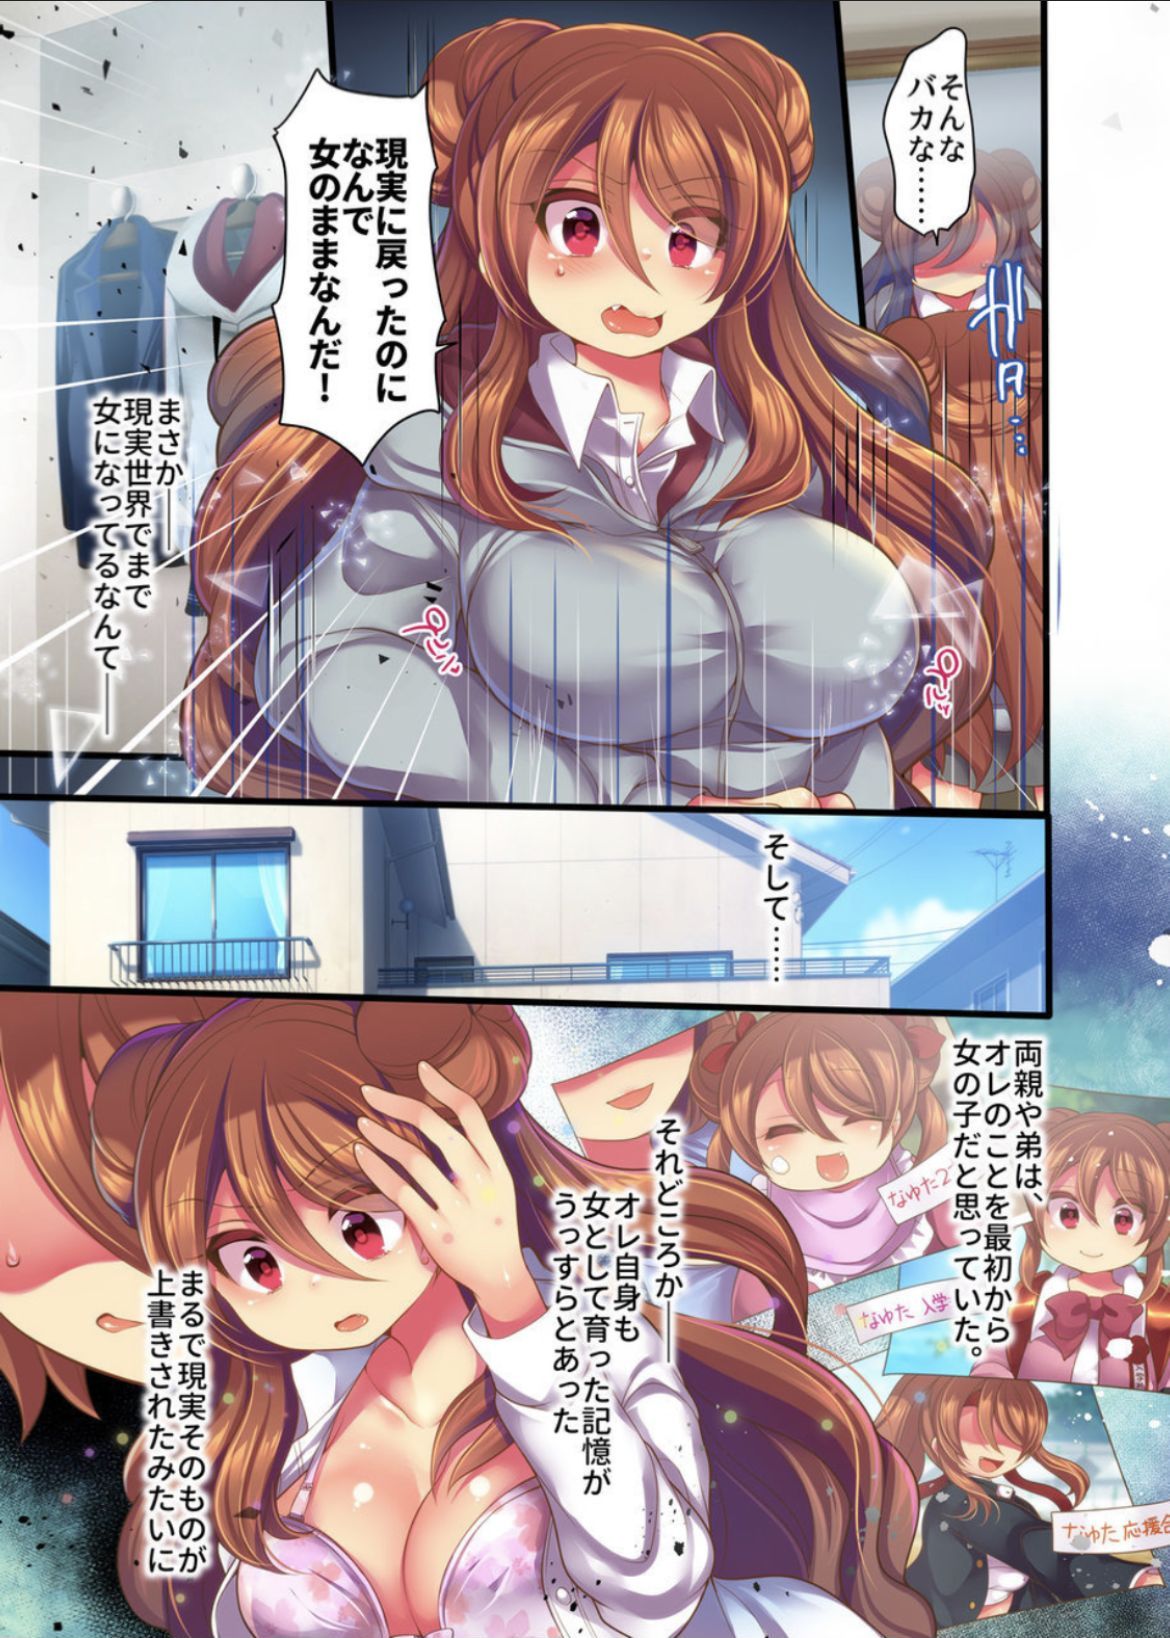 そんな
バカな……
ガ
タ…
現実に戻ったのに
なんで
女のままなんだ！
まさか――
現実世界でまで
女になってるなんて――
そして……
両親や弟は、
オレのことを最初から
女の子だと思っていた。
なゆた2
なゆた 入学
なゆた 応援合
それどころか――
オレ自身も
女として育った記憶が
うっすらとあった
まるで現実そのものが
上書きされたみたいに